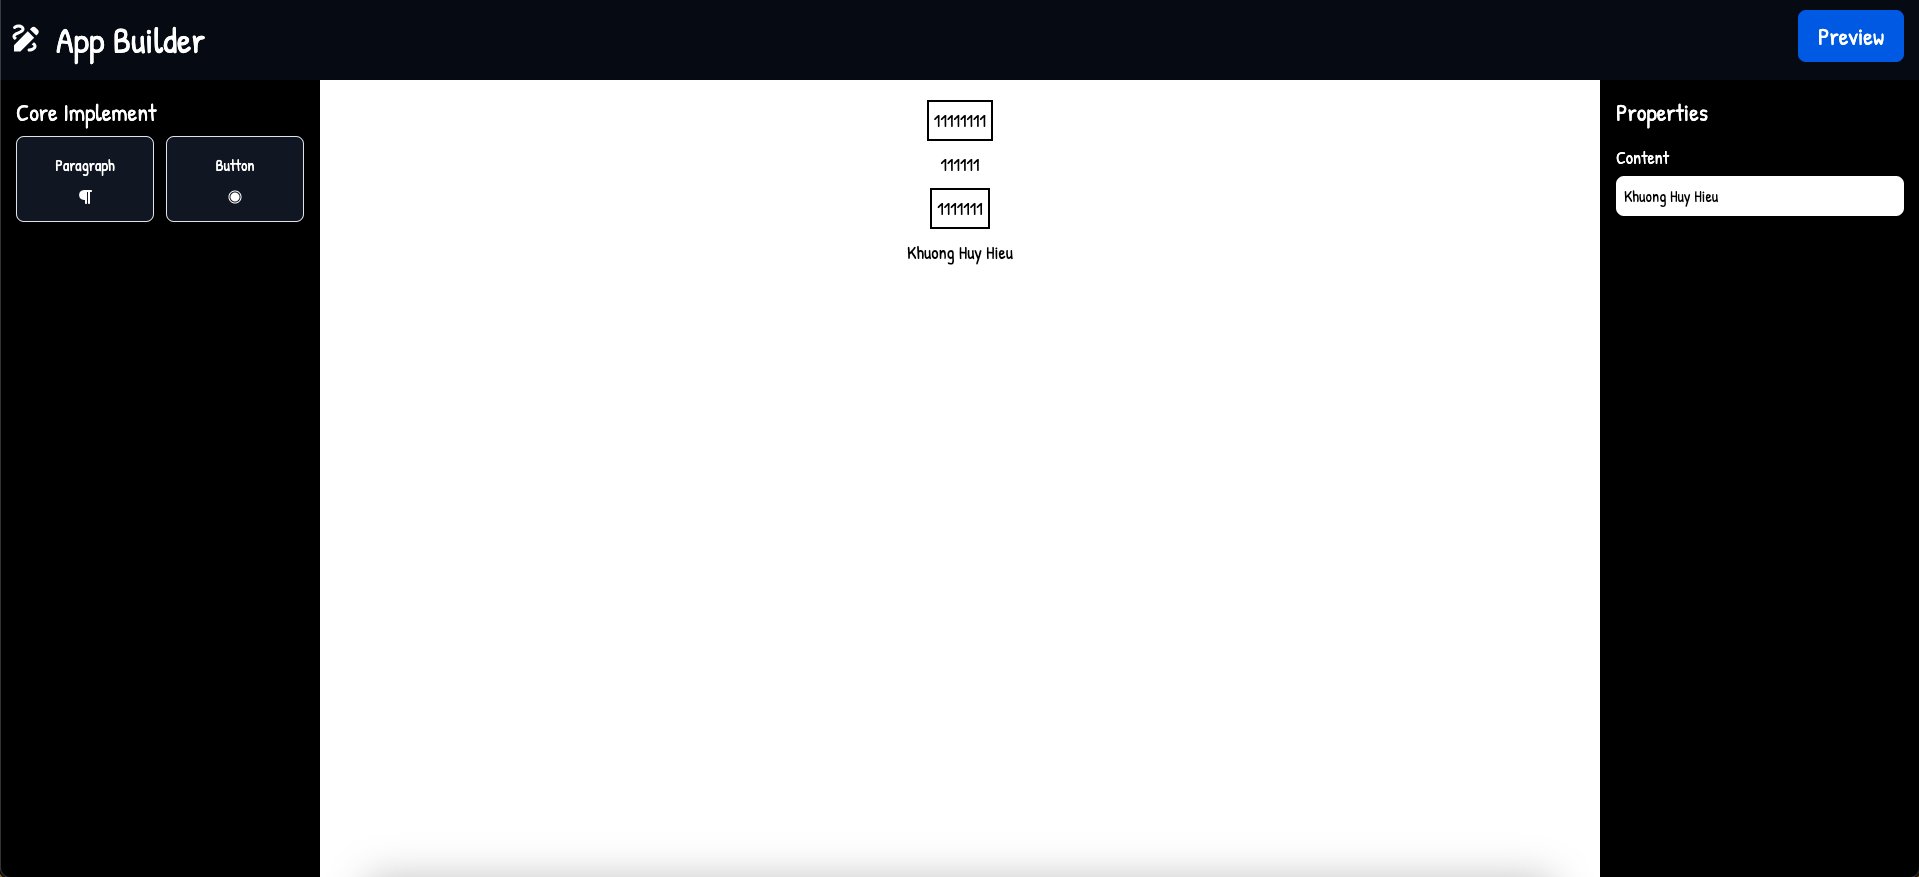 App Builder
Preview
Core Implement
Paragraph
¶
Button
11111111
111111
1111111
Khuong Huy Hieu
Properties
Content
Khuong Huy Hieu